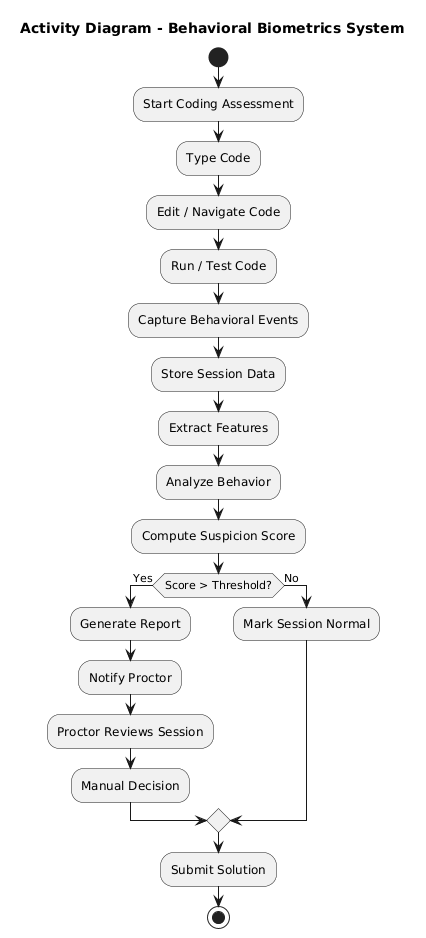 Activity Diagram - Behavioral Biometrics System
Start Coding Assessment
Type Code
Edit / Navigate Code
Run / Test Code
Capture Behavioral Events
Store Session Data
Extract Features
Analyze Behavior
Compute Suspicion Score
Yes
Score > Threshold?
No
Generate Report
Mark Session Normal
Notify Proctor
Proctor Reviews Session
Manual Decision
Submit Solution